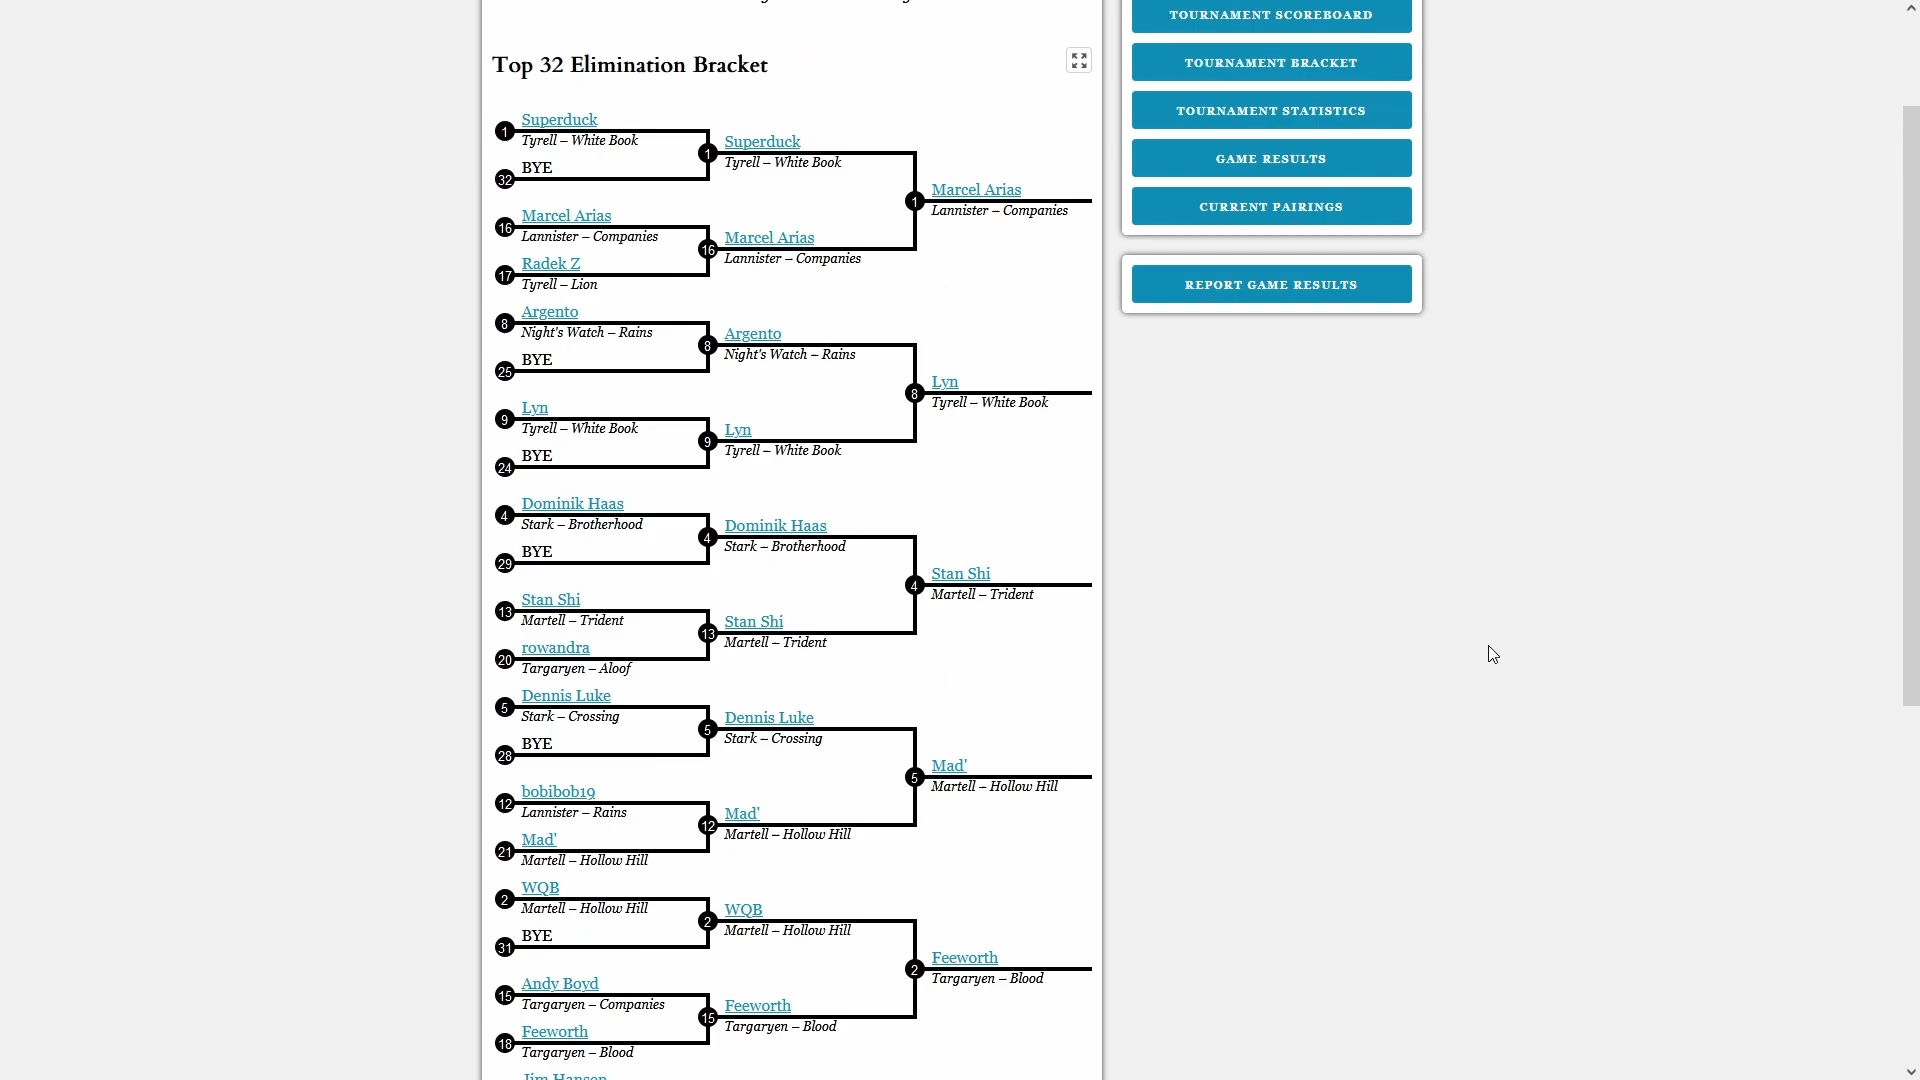 Top 32 Elimination Bracket
1
Superduck
Tyrell – White Book
32
BYE
16
Marcel Arias
Lannister – Companies
17
Radek Z
Tyrell – Lion
8
Argento
Night's Watch – Rains
25
BYE
9
Lyn
Tyrell – White Book
24
BYE
4
Dominik Haas
Stark – Brotherhood
29
BYE
13
Stan Shi
Martell – Trident
20
rowandra
Targaryen – Aloof
5
Dennis Luke
Stark – Crossing
28
BYE
12
bobibob19
Lannister – Rains
21
Mad'
Martell – Hollow Hill
2
WQB
Martell – Hollow Hill
31
BYE
15
Andy Boyd
Targaryen – Companies
18
Feeworth
Targaryen – Blood
Jim Hansen
1
Superduck
Tyrell – White Book
16
Marcel Arias
Lannister – Companies
8
Argento
Night's Watch – Rains
9
Lyn
Tyrell – White Book
4
Dominik Haas
Stark – Brotherhood
13
Stan Shi
Martell – Trident
5
Dennis Luke
Stark – Crossing
12
Mad'
Martell – Hollow Hill
2
WQB
Martell – Hollow Hill
15
Feeworth
Targaryen – Blood
1
Marcel Arias
Lannister – Companies
8
Lyn
Tyrell – White Book
4
Stan Shi
Martell – Trident
5
Mad'
Martell – Hollow Hill
2
Feeworth
Targaryen – Blood
TOURNAMENT SCOREBOARD
TOURNAMENT BRACKET
TOURNAMENT STATISTICS
GAME RESULTS
CURRENT PAIRINGS
REPORT GAME RESULTS